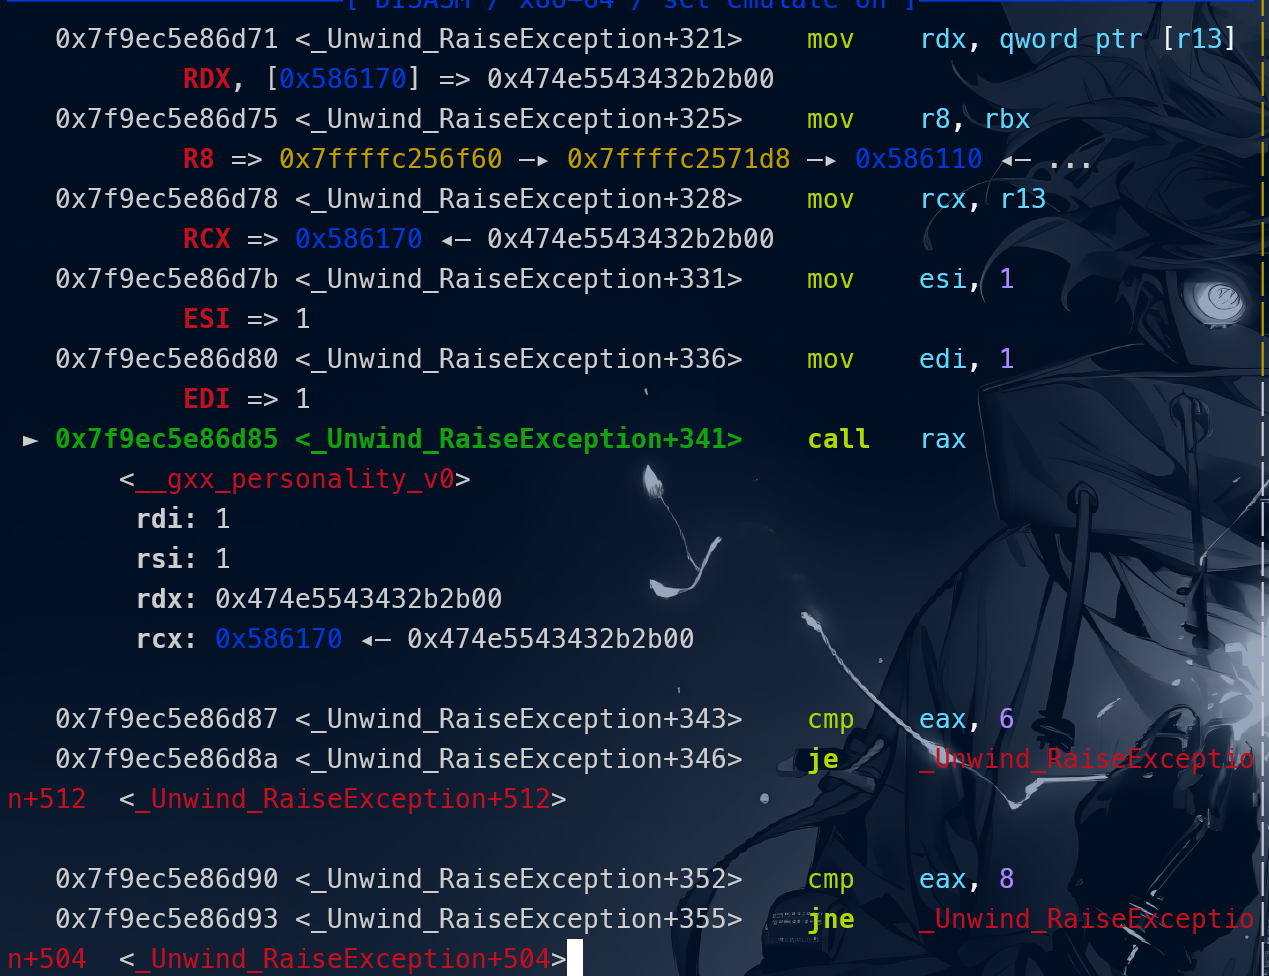 [ DISASM / x86-64 / set emulate on ]
0x7f9ec5e86d71 <_Unwind_RaiseException+321>    mov    rdx, qword ptr [r13]
RDX, [0x586170] => 0x474e5543432b2b00
0x7f9ec5e86d75 <_Unwind_RaiseException+325>    mov    r8, rbx
R8 => 0x7ffffc256f60 —▸ 0x7ffffc2571d8 —▸ 0x586110 ◂— ...
0x7f9ec5e86d78 <_Unwind_RaiseException+328>    mov    rcx, r13
RCX => 0x586170 ◂— 0x474e5543432b2b00
0x7f9ec5e86d7b <_Unwind_RaiseException+331>    mov    esi, 1
ESI => 1
0x7f9ec5e86d80 <_Unwind_RaiseException+336>    mov    edi, 1
EDI => 1
► 0x7f9ec5e86d85 <_Unwind_RaiseException+341>    call   rax
<__gxx_personality_v0>
rdi: 1
rsi: 1
rdx: 0x474e5543432b2b00
rcx: 0x586170 ◂— 0x474e5543432b2b00
0x7f9ec5e86d87 <_Unwind_RaiseException+343>    cmp    eax, 6
0x7f9ec5e86d8a <_Unwind_RaiseException+346>    je     _Unwind_RaiseExceptio
n+512  <_Unwind_RaiseException+512>
0x7f9ec5e86d90 <_Unwind_RaiseException+352>    cmp    eax, 8
0x7f9ec5e86d93 <_Unwind_RaiseException+355>    jne    _Unwind_RaiseExceptio
n+504  <_Unwind_RaiseException+504>